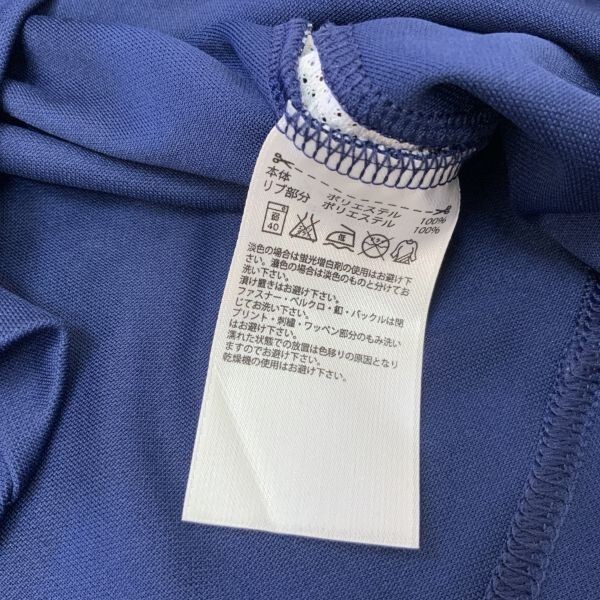 本体 ポリエステル 100%
リブ部分 ポリエステル 100%
40 低
淡色の場合は蛍光増白剤の使用はお避け下
さい。濃色の場合は淡色のものと分けてお
洗い下さい。
漬け置きはお避け下さい。
ファスナー・ベルクロ・釦・バックルは閉
じてお洗い下さい。
プリント・刺繍・ワッペン部分のもみ洗い
はお避け下さい。
濡れた状態での放置は色移りの原因となり
ますのでお避け下さい。
乾燥機の使用はお避け下さい。